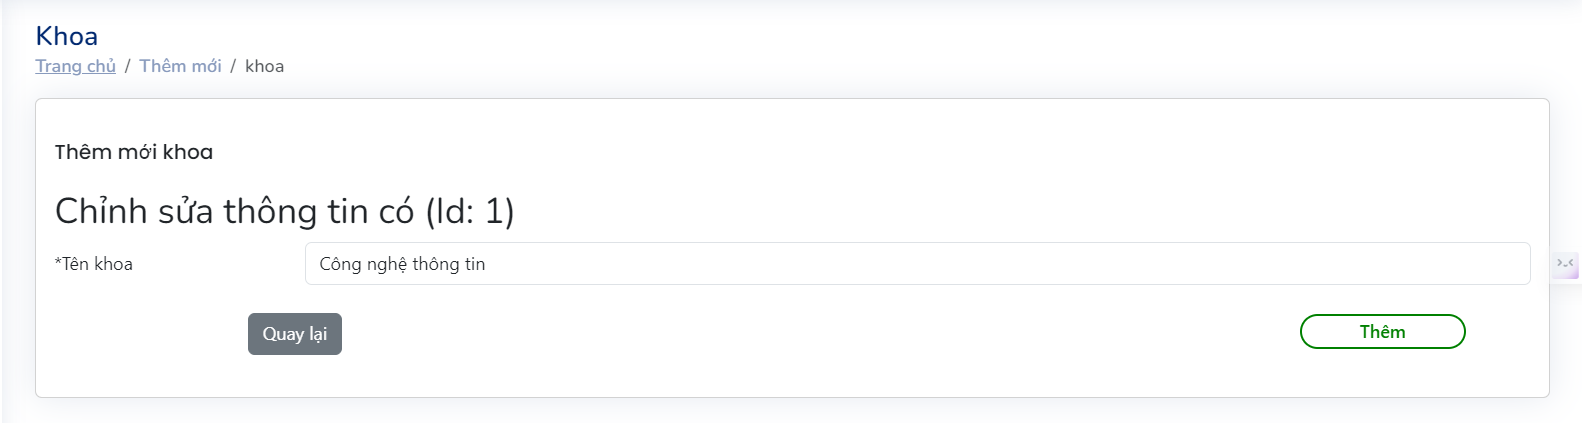 Khoa
Trang chủ / Thêm mới / khoa
Thêm mới khoa
Chỉnh sửa thông tin có (Id: 1)
*Tên khoa Công nghệ thông tin
Quay lại Thêm